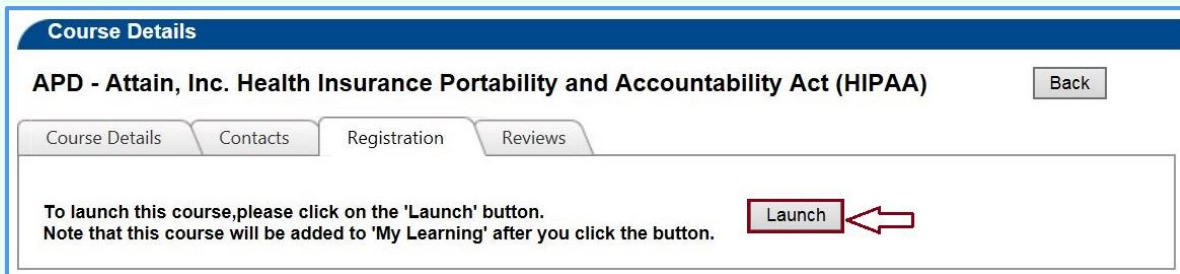 Course Details
APD - Attain, Inc. Health Insurance Portability and Accountability Act (HIPAA)
Back
Course Details
Contacts
Registration
Reviews
To launch this course,please click on the 'Launch' button.
Note that this course will be added to 'My Learning' after you click the button.
Launch